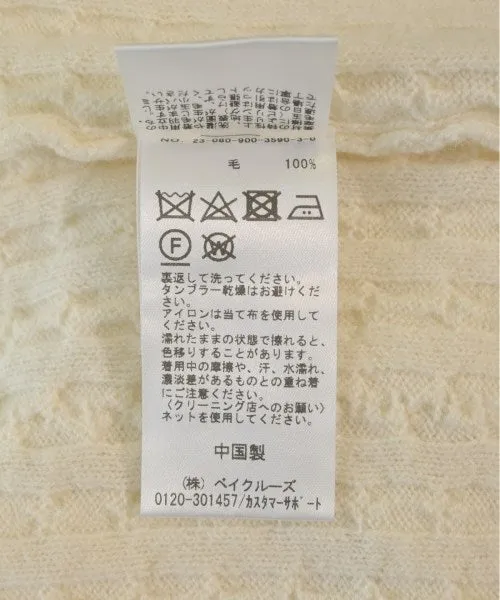 NO. 23-080-900-3590-3-0
毛 100%
F
W
裏返して洗ってください。
タンブラー乾燥はお避けくだ
さい。
アイロンは当て布を使用して
ください。
濡れたままの状態で擦れると、
色移りすることがあります。
着用中の摩擦や、汗、水濡れ、
濃淡差があるものとの重ね着
にご注意ください。
〈クリーニング店へのお願い〉
ネットを使用してください。
中国製
(株) ベイクルーズ
0120-301457/カスタマーサポート